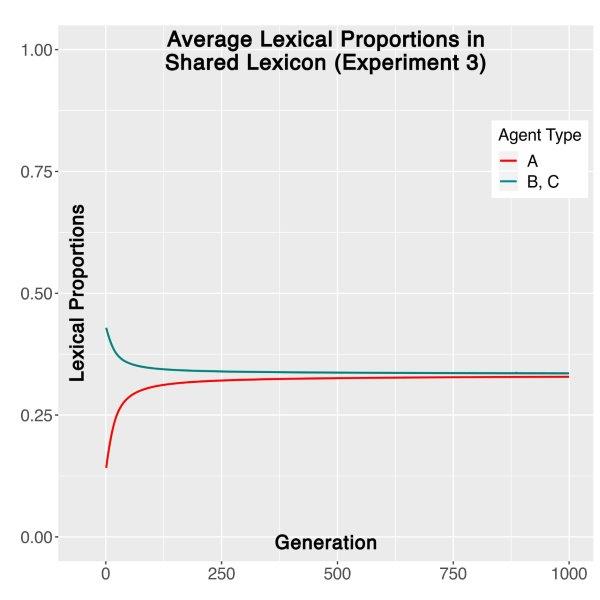 Average Lexical Proportions in
Shared Lexicon (Experiment 3)
1.00
Agent Type
A
B, C
0.75
Lexical Proportions
0.50
0.25
0.00
Generation
0 250 500 750 1000